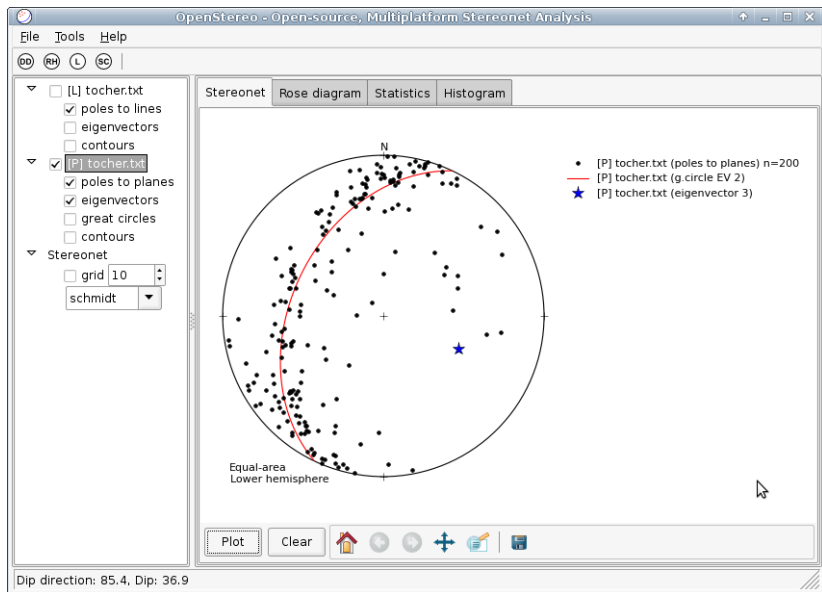 OpenStereo - Open-source, Multiplatform Stereonet Analysis
File Tools Help
DD RH L SC
[L] tocher.txt
poles to lines
eigenvectors
contours
[P] tocher.txt
poles to planes
eigenvectors
great circles
contours
Stereonet
grid 10
schmidt
Stereonet Rose diagram Statistics Histogram
N
[P] tocher.txt (poles to planes) n=200
[P] tocher.txt (g.circle EV 2)
[P] tocher.txt (eigenvector 3)
Equal-area
Lower hemisphere
Plot Clear
Dip direction: 85.4, Dip: 36.9